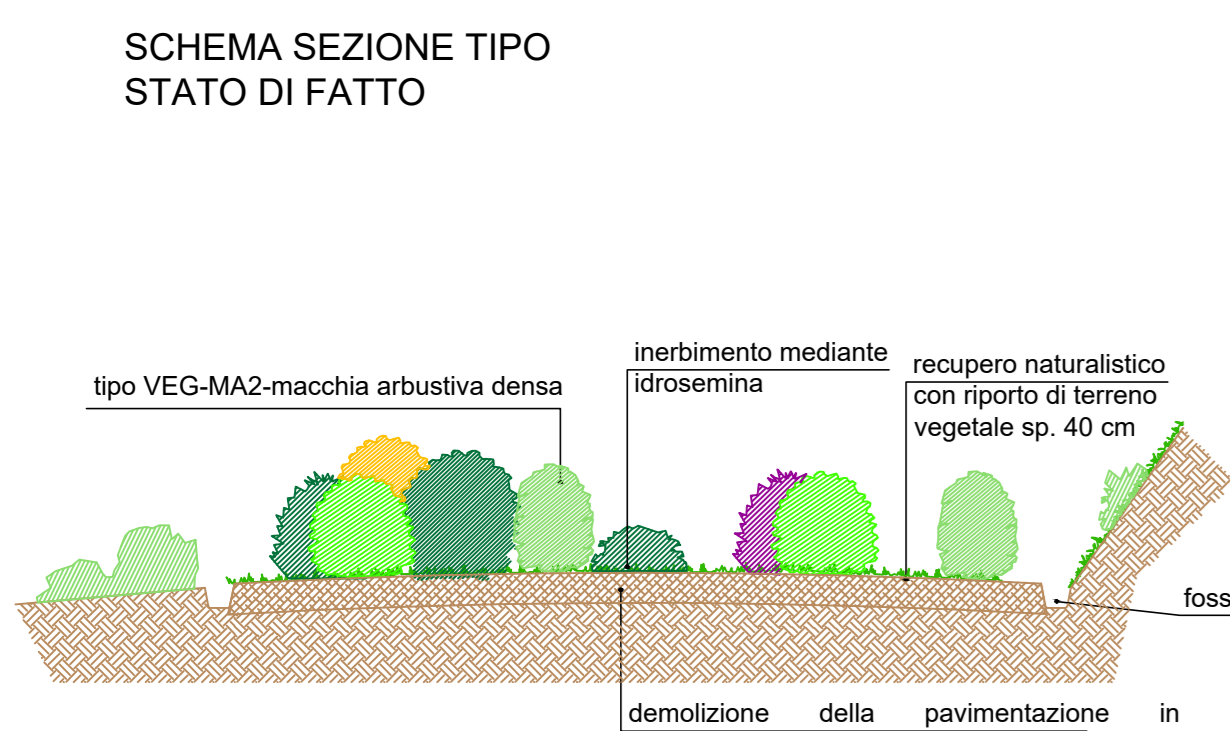 SCHEMA SEZIONE TIPO
STATO DI FATTO
tipo VEG-MA2-macchia arbustiva densa
inerbimento mediante
idrosemina
recupero naturalistico
con riporto di terreno
vegetale sp. 40 cm
foss
demolizione della pavimentazione in